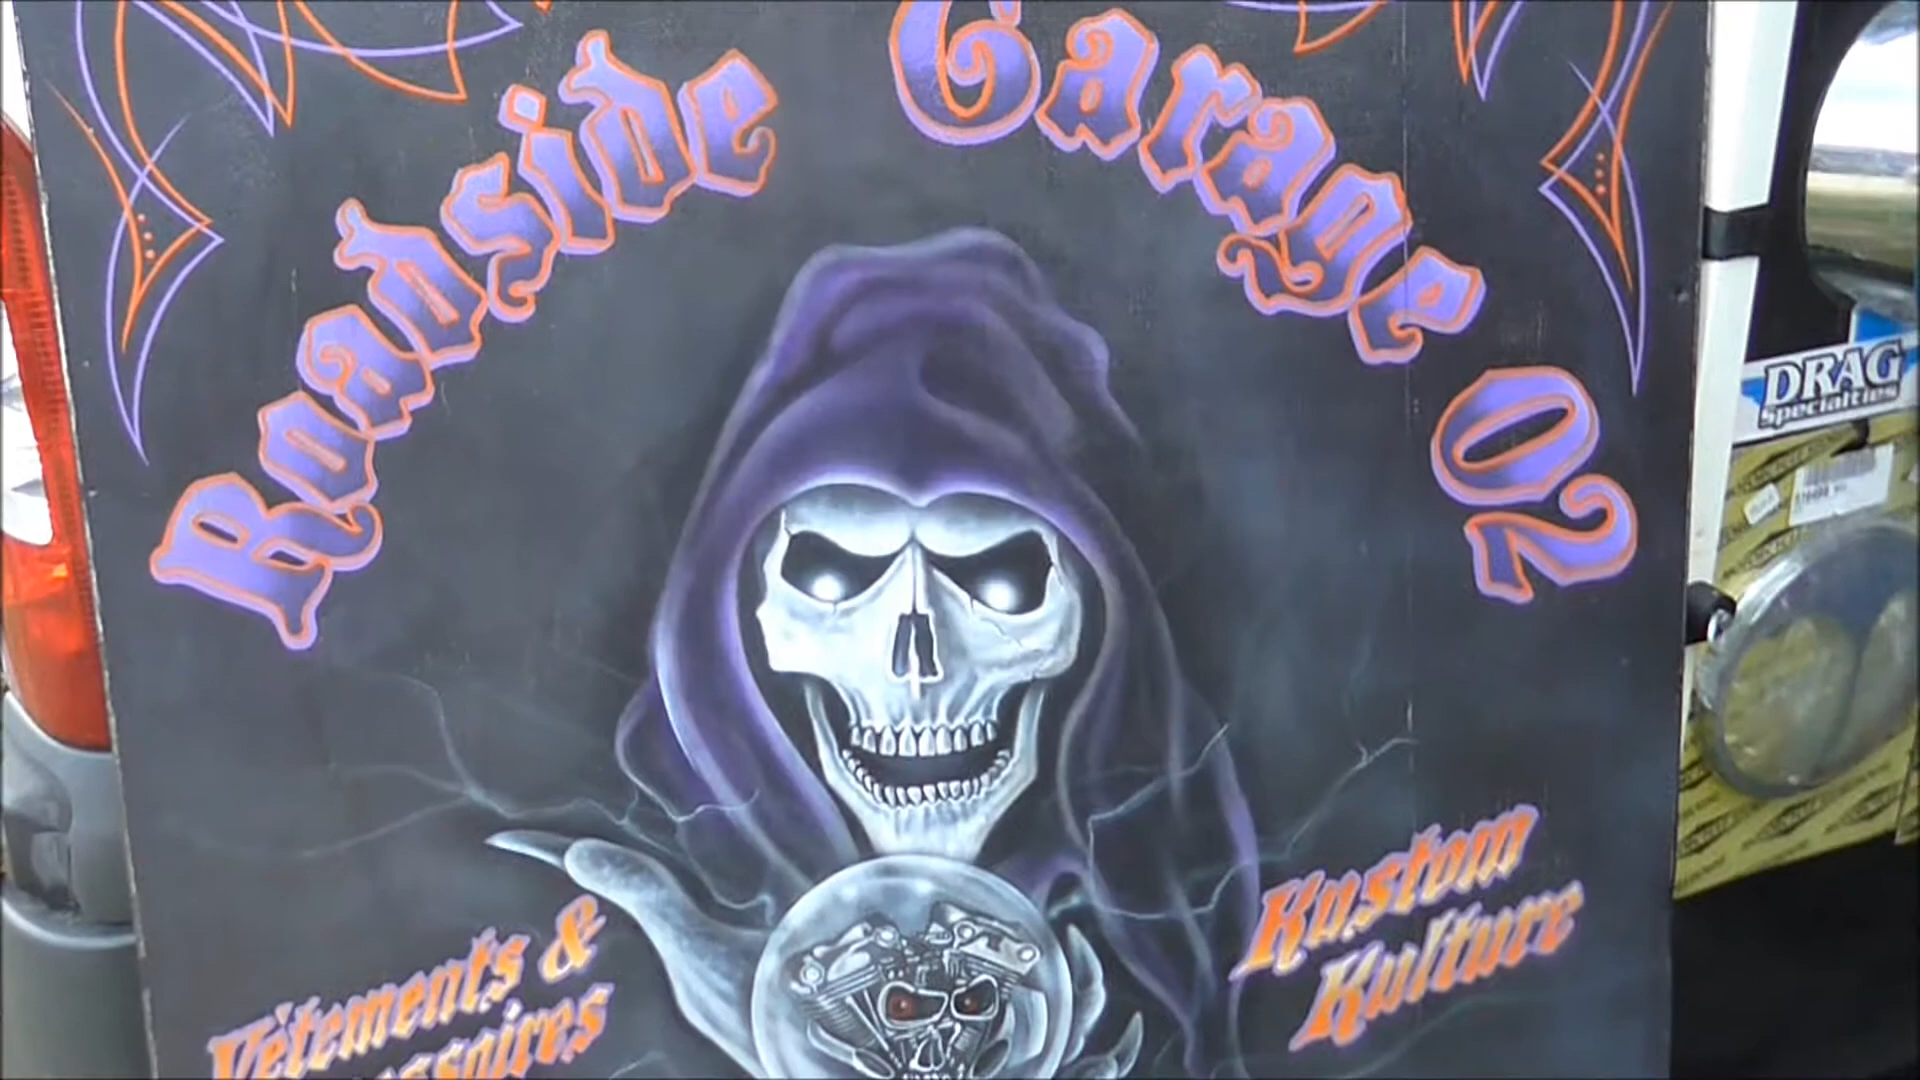 Roadside Garage 02
Vêtements &
Kustom
Kulture
DRAG
Specialties